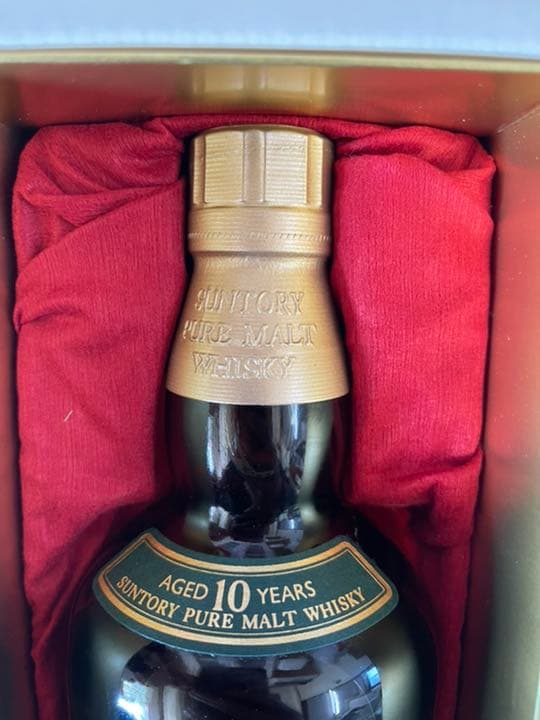 SUNTORY
PURE MALT
WHISKY
AGED 10 YEARS
SUNTORY PURE MALT WHISKY